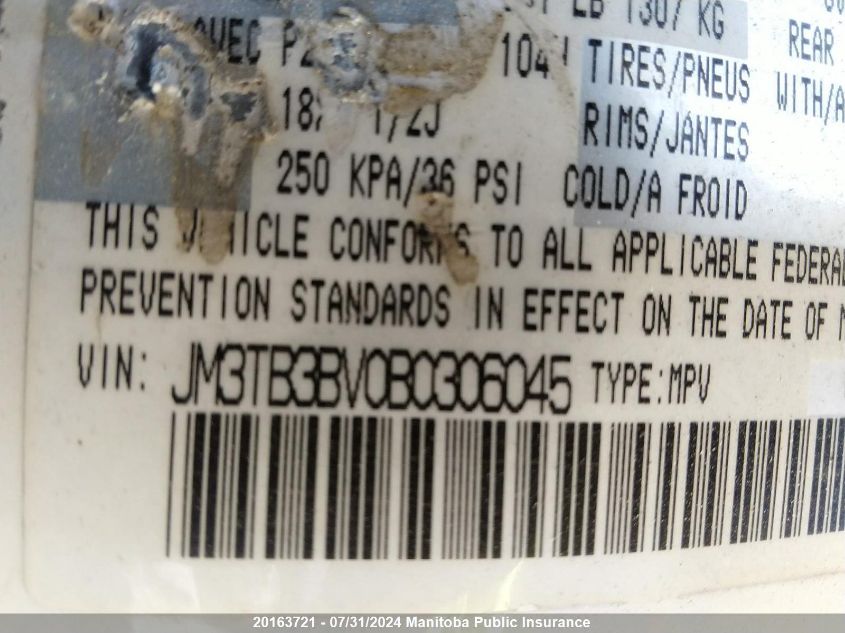 LB 1307 KG
AVEC 104H TIRES/PNEUS WITH/A
REAR
RIMS/JANTES
250 KPA/36 PSI COLD/A FROID
THIS VEHICLE CONFORMS TO ALL APPLICABLE FEDERAL
PREVENTION STANDARDS IN EFFECT ON THE DATE OF M
VIN: JM3TB3BV0B0306045 TYPE:MPV
20163721 - 07/31/2024 Manitoba Public Insurance